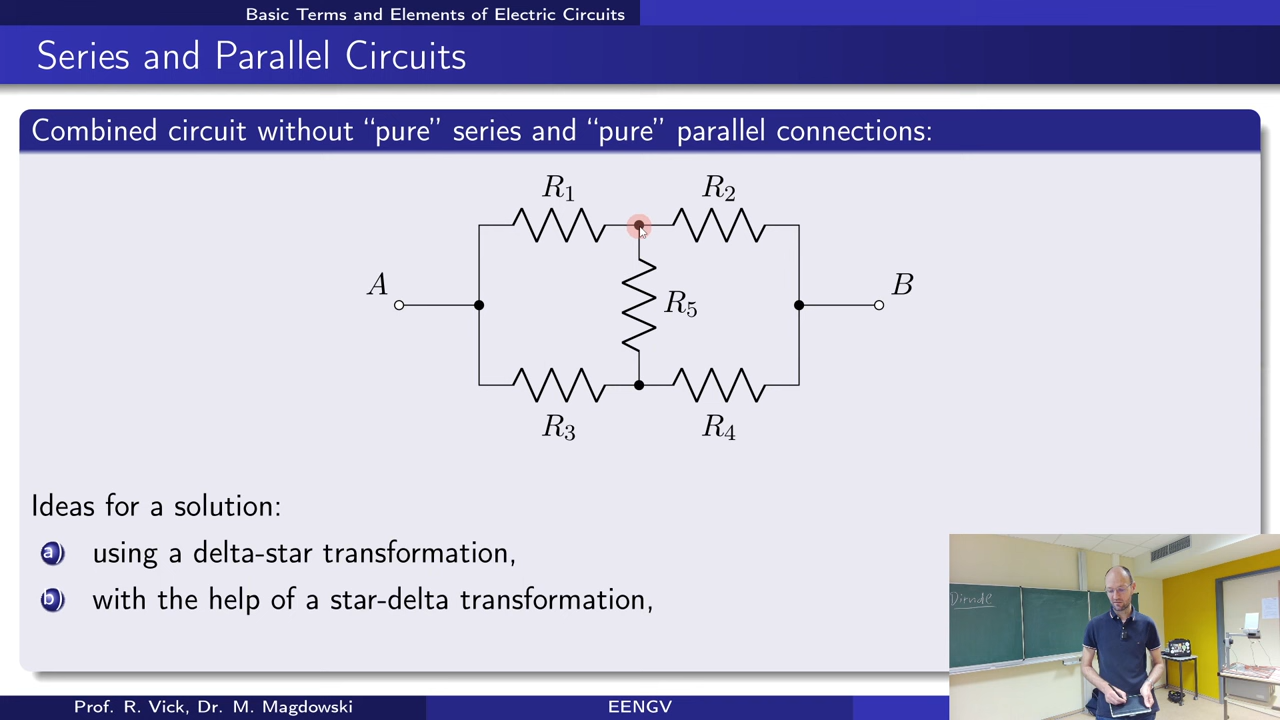 Basic Terms and Elements of Electric Circuits
Series and Parallel Circuits
Combined circuit without “pure” series and “pure” parallel connections:
R1 R2
A B
R5
R3 R4
Ideas for a solution:
a) using a delta-star transformation,
b) with the help of a star-delta transformation,
Prof. R. Vick, Dr. M. Magdowski EENGV